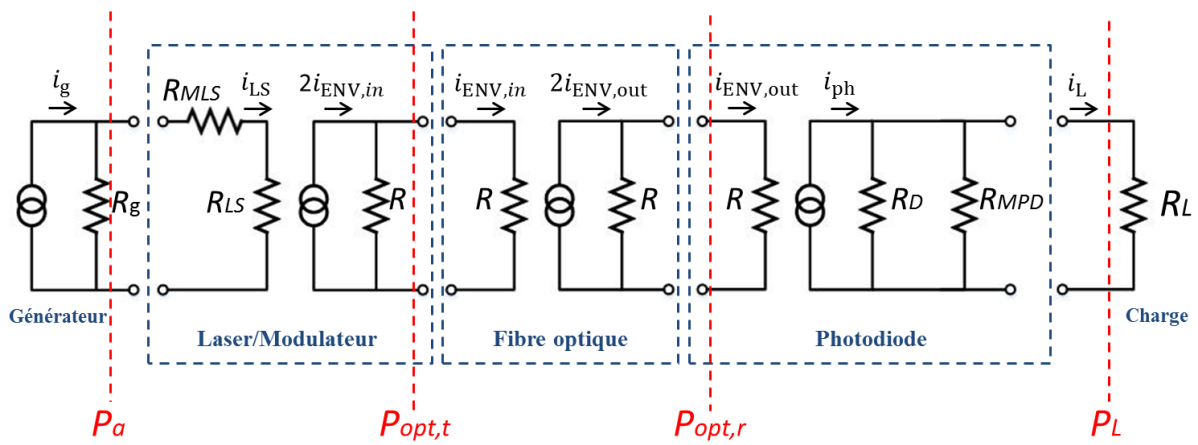 i_g
R_MLS
i_LS
2i_ENV,in
i_ENV,in
2i_ENV,out
i_ENV,out
i_ph
i_L
R_g
R_LS
R
R
R
R
R_D
R_MPD
R_L
Générateur
Laser/Modulateur
Fibre optique
Photodiode
Charge
P_a
P_opt,t
P_opt,r
P_L